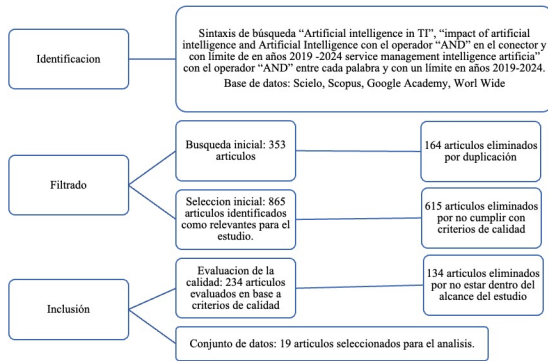 Identificacion
Sintaxis de búsqueda “Artificial intelligence in TI”, “impact of artificial
intelligence and Artificial Intelligence con el operador “AND” en el conector y
con límite de en años 2019 -2024 service management intelligence artificia”
con el operador “AND” entre cada palabra y con un límite en años 2019-2024.
Base de datos: Scielo, Scopus, Google Academy, Worl Wide
Filtrado
Busqueda inicial: 353
articulos
164 articulos eliminados
por duplicación
Seleccion inicial: 865
articulos identificados
como relevantes para el
estudio.
615 articulos eliminados
por no cumplir con
criterios de calidad
Inclusión
Evaluacion de la
calidad: 234 articulos
evaluados en base a
criterios de calidad
134 articulos eliminados
por no estar dentro del
alcance del estudio
Conjunto de datos: 19 articulos seleccionados para el analisis.